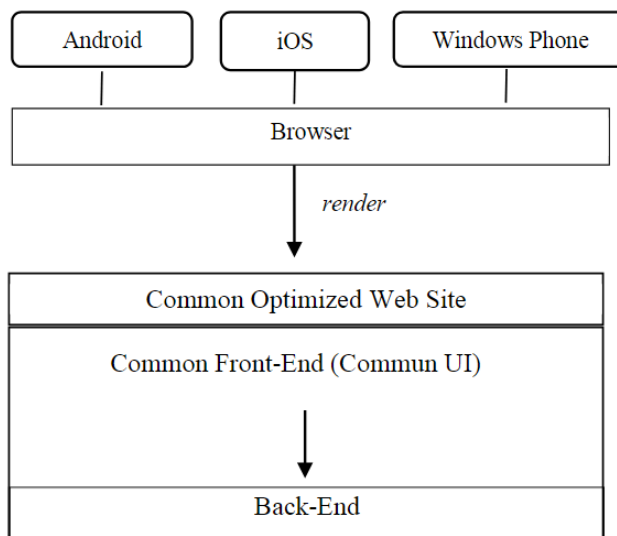 Android
iOS
Windows Phone
Browser
render
Common Optimized Web Site
Common Front-End (Commun UI)
Back-End